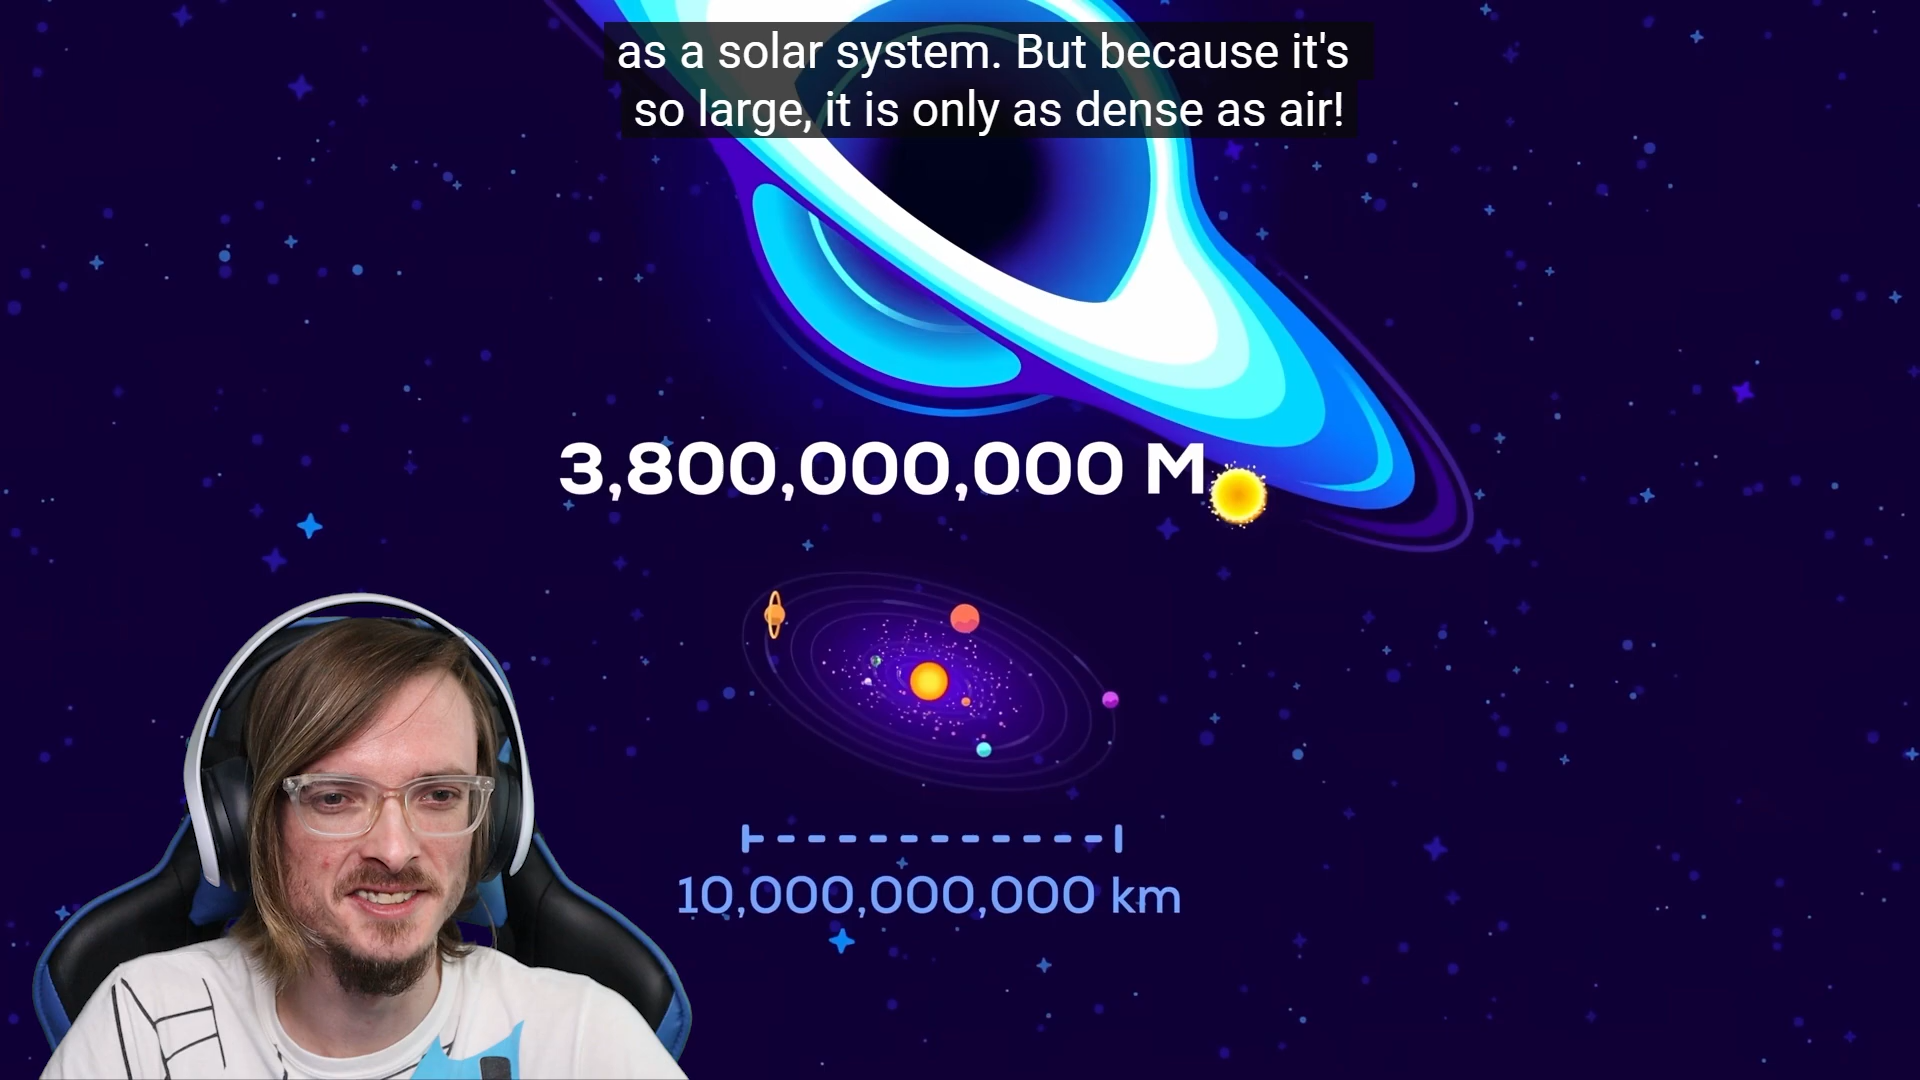 as a solar system. But because it's
so large, it is only as dense as air!
3,800,000,000 M
10,000,000,000 km